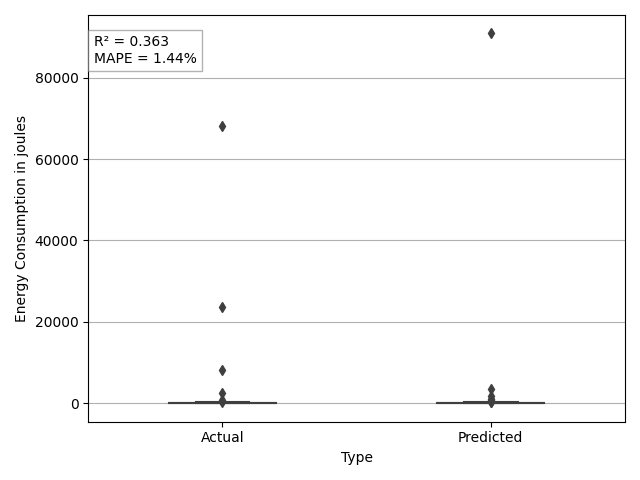 R² = 0.363
MAPE = 1.44%
80000
60000
40000
20000
0
Energy Consumption in joules
Actual
Predicted
Type